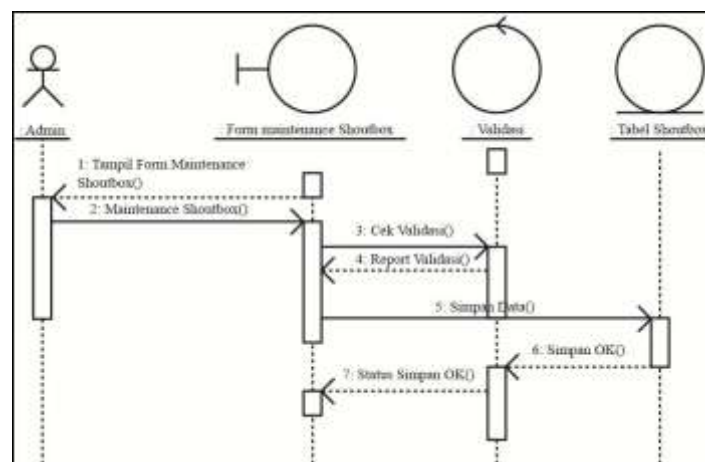 Admin
Form maintenance Shoutbox
Validasi
Tabel Shoutbox
1: Tampil Form Maintenance
Shoutbox()
2: Maintenance Shoutbox()
3: Cek Validasi()
4: Report Validasi()
5: Simpan Data()
6: Simpan OK()
7: Status Simpan OK()